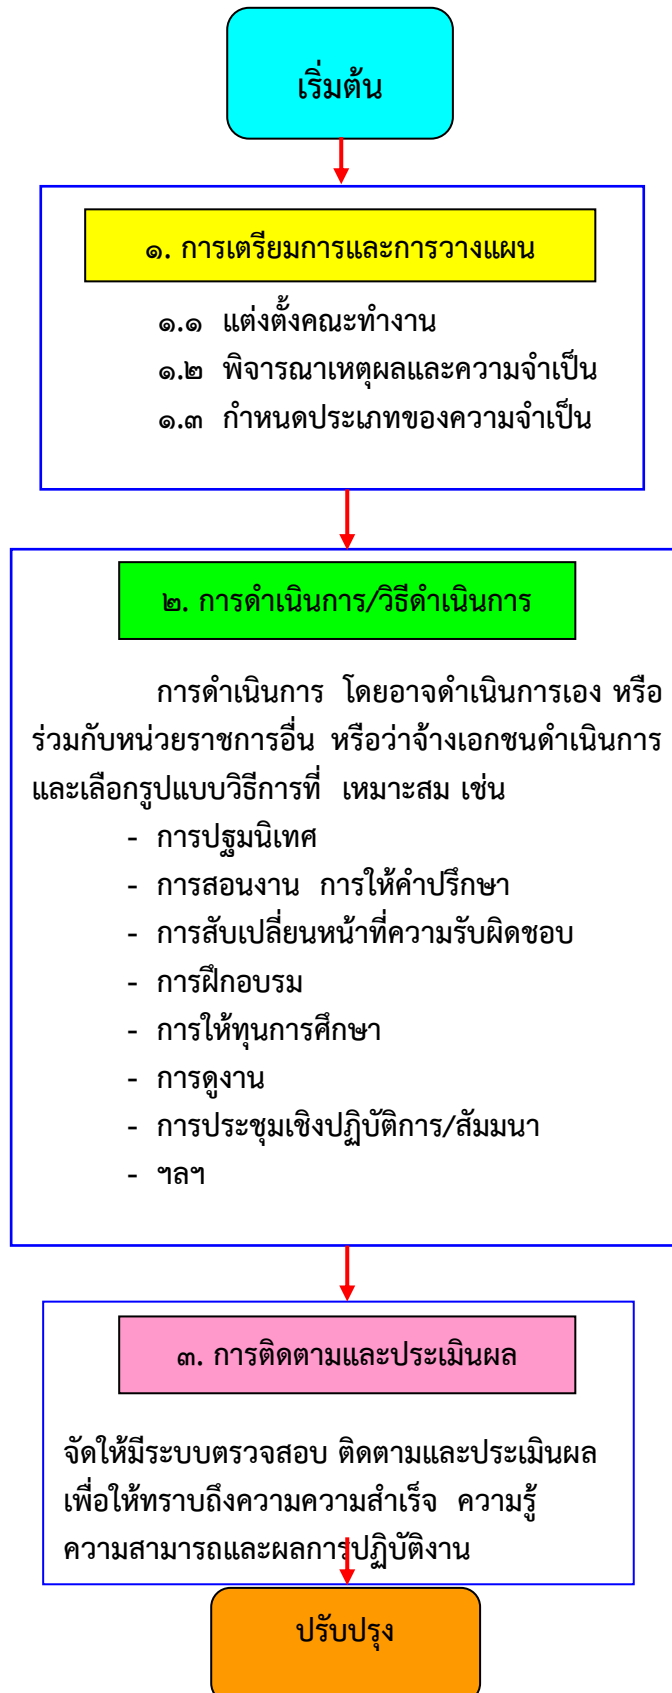 เริ่มต้น
๑. การเตรียมการและการวางแผน
๑.๑ แต่งตั้งคณะทำงาน
๑.๒ พิจารณาเหตุผลและความจำเป็น
๑.๓ กำหนดประเภทของความจำเป็น
๒. การดำเนินการ/วิธีดำเนินการ
การดำเนินการ โดยอาจดำเนินการเอง หรือ
ร่วมกับหน่วยราชการอื่น หรือว่าจ้างเอกชนดำเนินการ
และเลือกรูปแบบวิธีการที่ เหมาะสม เช่น
- การปฐมนิเทศ
- การสอนงาน การให้คำปรึกษา
- การสับเปลี่ยนหน้าที่ความรับผิดชอบ
- การฝึกอบรม
- การให้ทุนการศึกษา
- การดูงาน
- การประชุมเชิงปฏิบัติการ/สัมมนา
- ฯลฯ
๓. การติดตามและประเมินผล
จัดให้มีระบบตรวจสอบ ติดตามและประเมินผล
เพื่อให้ทราบถึงความความสำเร็จ ความรู้
ความสามารถและผลการปฏิบัติงาน
ปรับปรุง